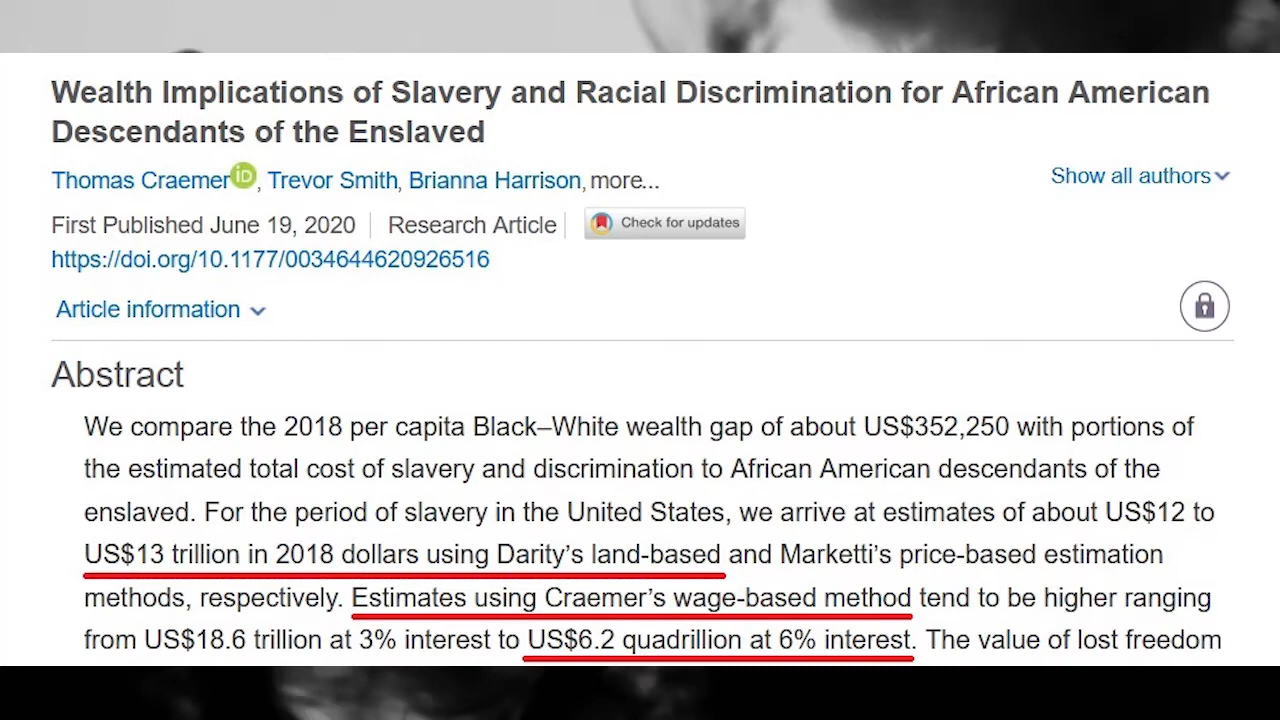 Wealth Implications of Slavery and Racial Discrimination for African American
Descendants of the Enslaved
Thomas Craemer iD, Trevor Smith, Brianna Harrison, more...
Show all authors
First Published June 19, 2020 Research Article Check for updates
https://doi.org/10.1177/0034644620926516
Article information
Abstract
We compare the 2018 per capita Black–White wealth gap of about US$352,250 with portions of
the estimated total cost of slavery and discrimination to African American descendants of the
enslaved. For the period of slavery in the United States, we arrive at estimates of about US$12 to
US$13 trillion in 2018 dollars using Darity’s land-based and Marketti’s price-based estimation
methods, respectively. Estimates using Craemer’s wage-based method tend to be higher ranging
from US$18.6 trillion at 3% interest to US$6.2 quadrillion at 6% interest. The value of lost freedom